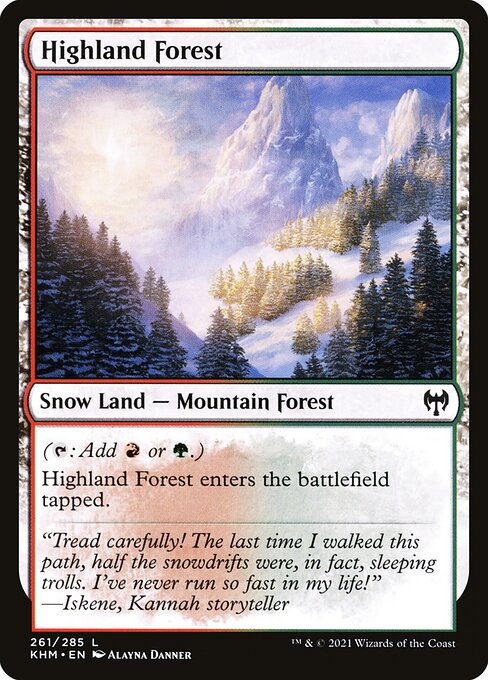 Highland Forest
Snow Land — Mountain Forest
(: Add  or .)
Highland Forest enters the battlefield
tapped.
“Tread carefully! The last time I walked this
path, half the snowdrifts were, in fact, sleeping
trolls. I’ve never run so fast in my life!”
—Iskene, Kannah storyteller
261/285 L
™ & © 2021 Wizards of the Coast
KHM • EN Alayna Danner